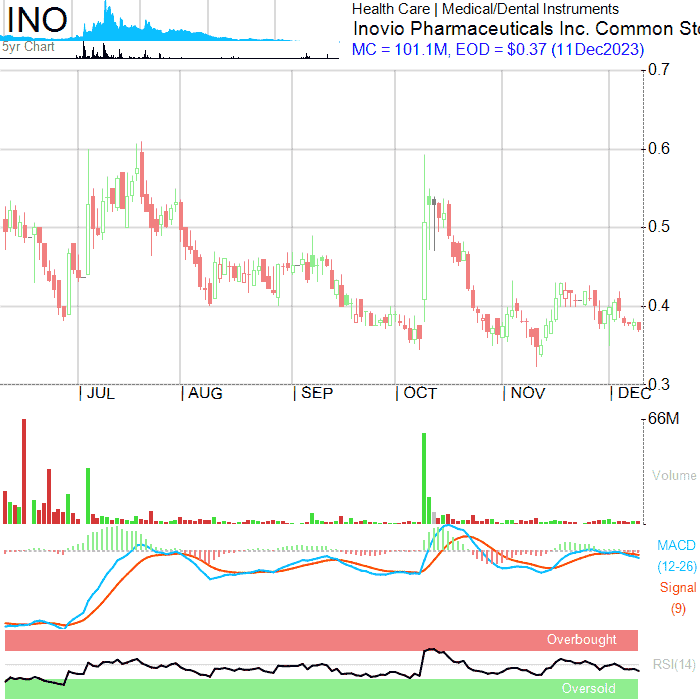 INO
5yr Chart
Health Care | Medical/Dental Instruments
Inovio Pharmaceuticals Inc. Common Sto
MC = 101.1M, EOD = $0.37 (11Dec2023)
0.7
0.6
0.5
0.4
0.3
JUL AUG SEP OCT NOV DEC
66M
Volume
MACD
(12-26)
Signal
(9)
Overbought
RSI(14)
Oversold